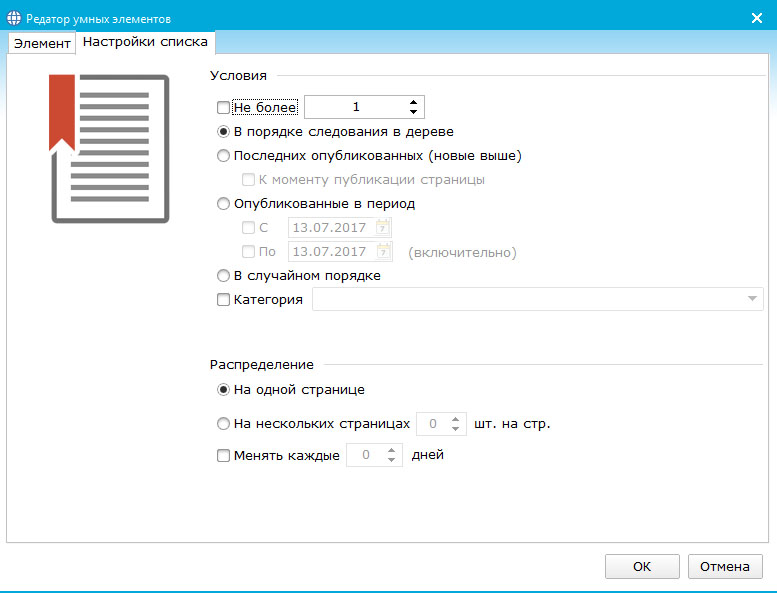 Редатор умных элементов
Элемент Настройки списка
Условия
Не более 1
В порядке следования в дереве
Последних опубликованных (новые выше)
К моменту публикации страницы
Опубликованные в период
С 13.07.2017
По 13.07.2017 (включительно)
В случайном порядке
Категория
Распределение
На одной странице
На нескольких страницах 0 шт. на стр.
Менять каждые 0 дней
ОК Отмена